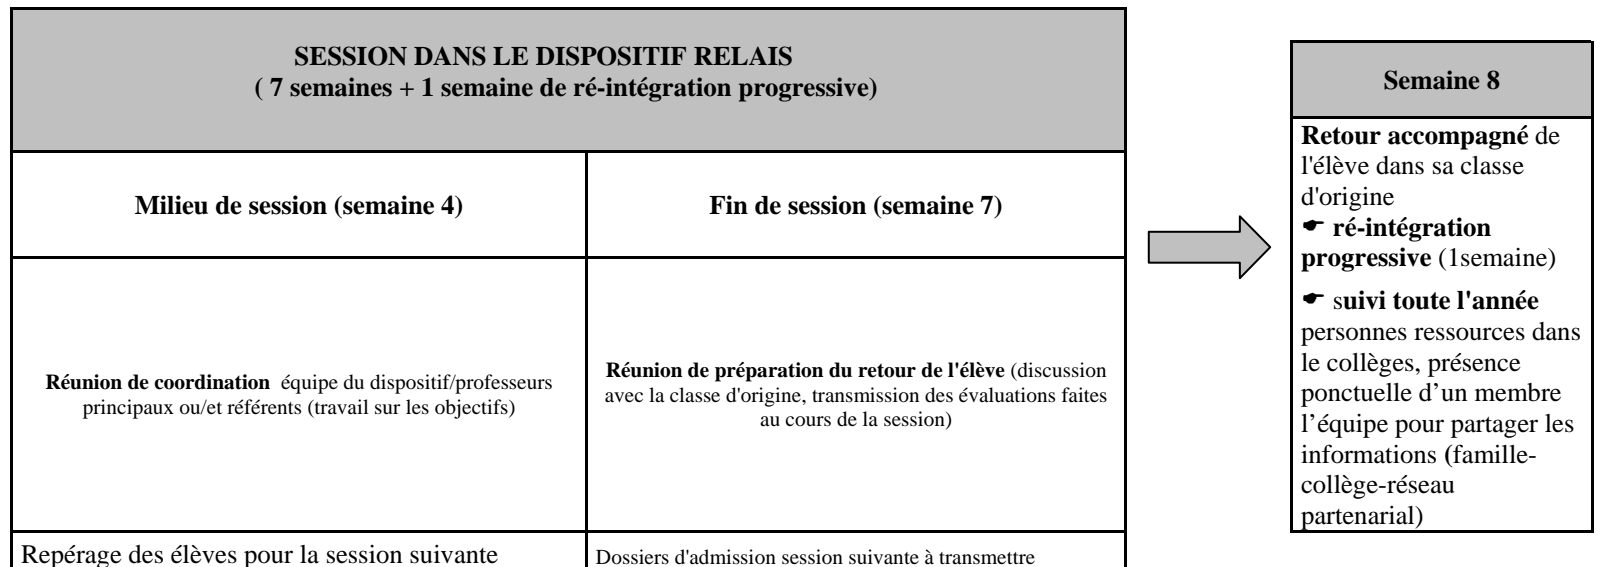 SESSION DANS LE DISPOSITIF RELAIS
( 7 semaines + 1 semaine de ré-intégration progressive)
Milieu de session (semaine 4)
Fin de session (semaine 7)
Réunion de coordination équipe du dispositif/professeurs
principaux ou/et référents (travail sur les objectifs)
Réunion de préparation du retour de l'élève (discussion
avec la classe d'origine, transmission des évaluations faites
au cours de la session)
Repérage des élèves pour la session suivante
Dossiers d'admission session suivante à transmettre
Semaine 8
Retour accompagné de
l'élève dans sa classe
d'origine
☛ ré-intégration
progressive (1semaine)
☛ suivi toute l'année
personnes ressources dans
le collèges, présence
ponctuelle d’un membre
l’équipe pour partager les
informations (famille-
collège-réseau
partenarial)